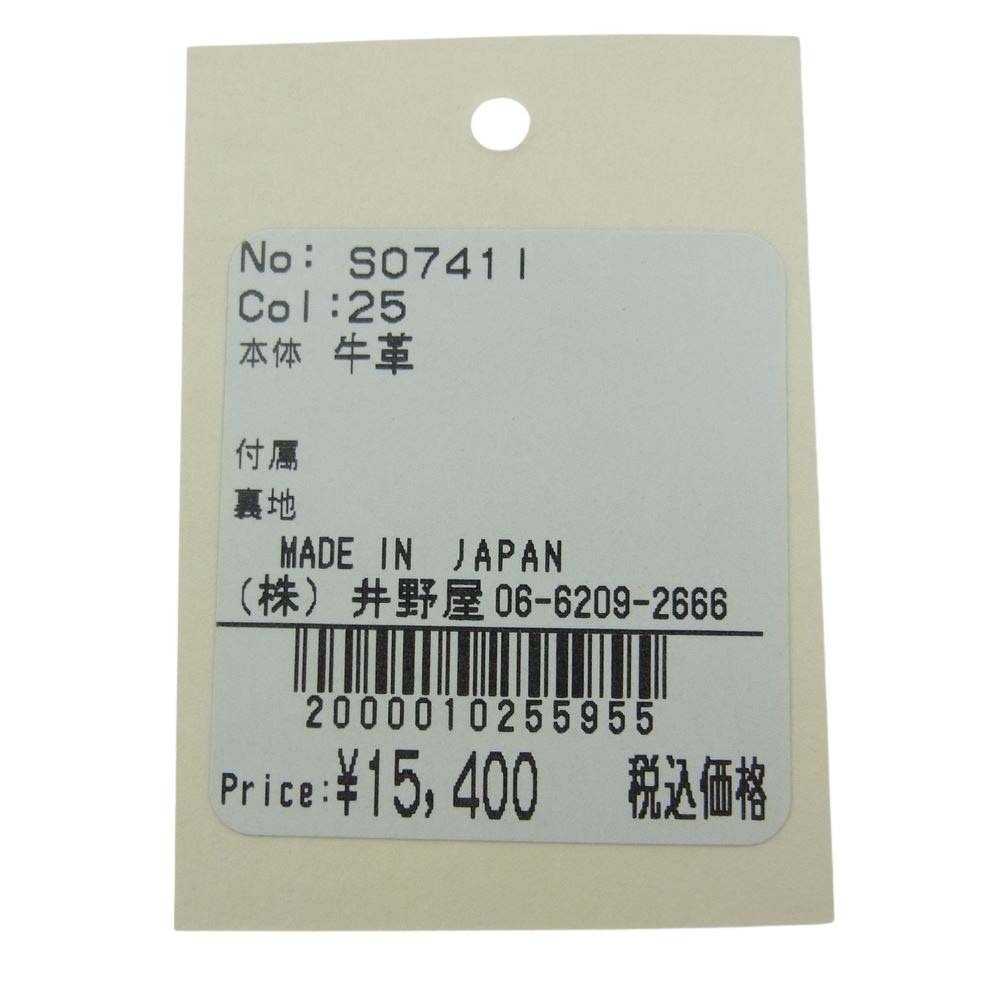 No: S07411
Col:25
本体 牛革
付属
裏地
MADE IN JAPAN
(株) 井野屋 06-6209-2666
2000010255955
Price:¥15,400 税込価格